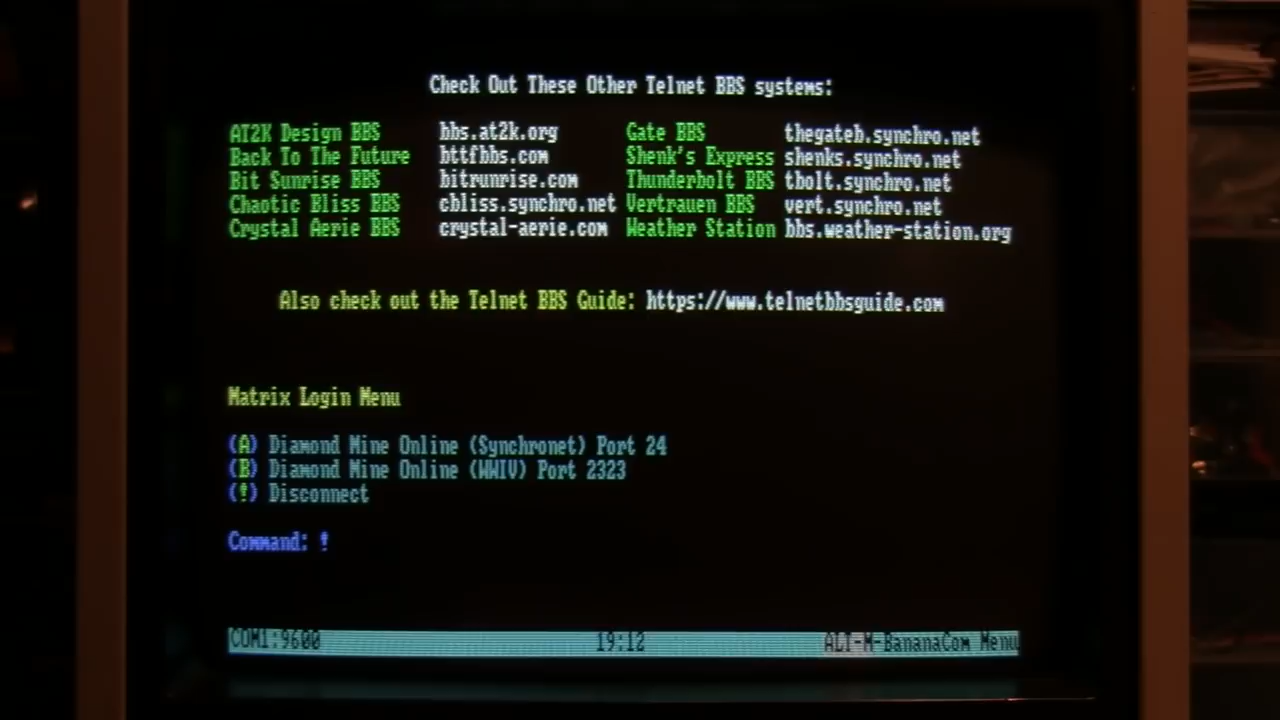 Check Out These Other Telnet BBS systems:
AT2K Design BBS bbs.at2k.org Gate BBS thegateb.synchro.net
Back To The Future bttfbbs.com Shenk's Express shenks.synchro.net
Bit Sunrise BBS bitrunrise.com Thunderbolt BBS tbolt.synchro.net
Chaotic Bliss BBS cbliss.synchro.net Vertrauen BBS vert.synchro.net
Crystal Aerie BBS crystal-aerie.com Weather Station bbs.weather-station.org
Also check out the Telnet BBS Guide: https://www.telnetbbsguide.com
Matrix Login Menu
(A) Diamond Mine Online (Synchronet) Port 24
(B) Diamond Mine Online (WWIV) Port 2323
(!) Disconnect
Command: !
COM1:9600 19:12 ALT-M-BananaCom Menu